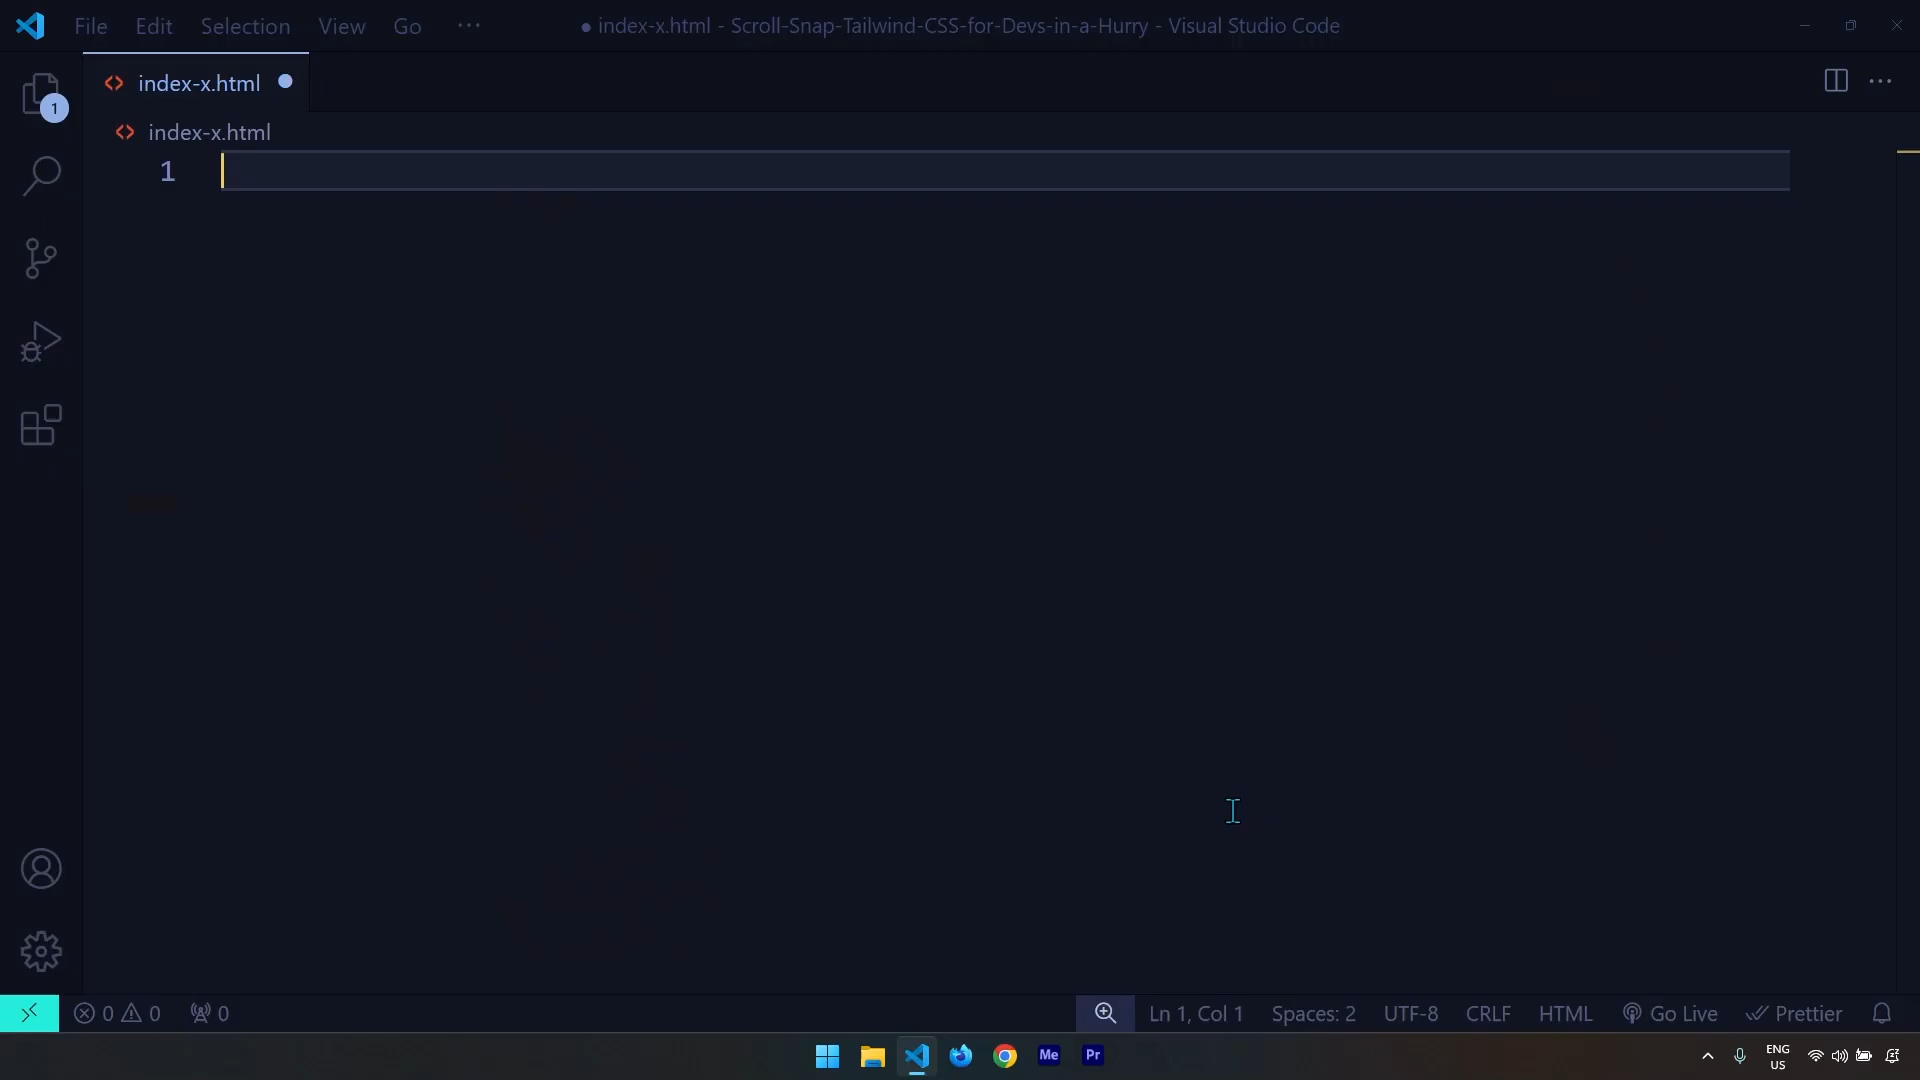 File Edit Selection View Go ··· ● index-x.html - Scroll-Snap-Tailwind-CSS-for-Devs-in-a-Hurry - Visual Studio Code
index-x.html
1
index-x.html
1
0 0 0 Ln 1, Col 1 Spaces: 2 UTF-8 CRLF HTML Go Live Prettier
Me Pr ENG
US